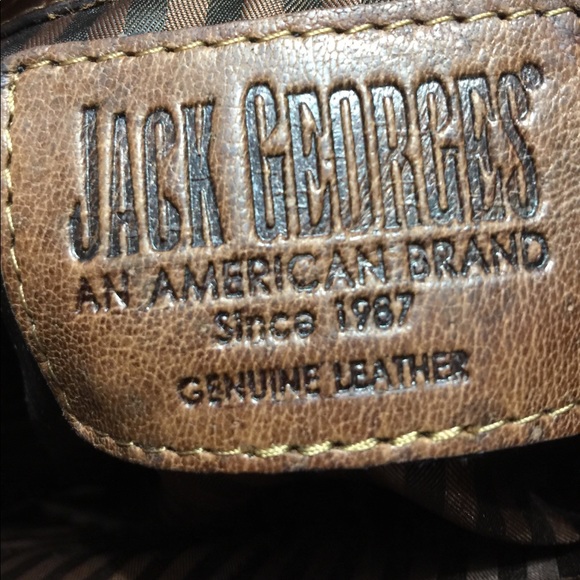 JACK GEORGES®
AN AMERICAN BRAND
Since 1987
GENUINE LEATHER